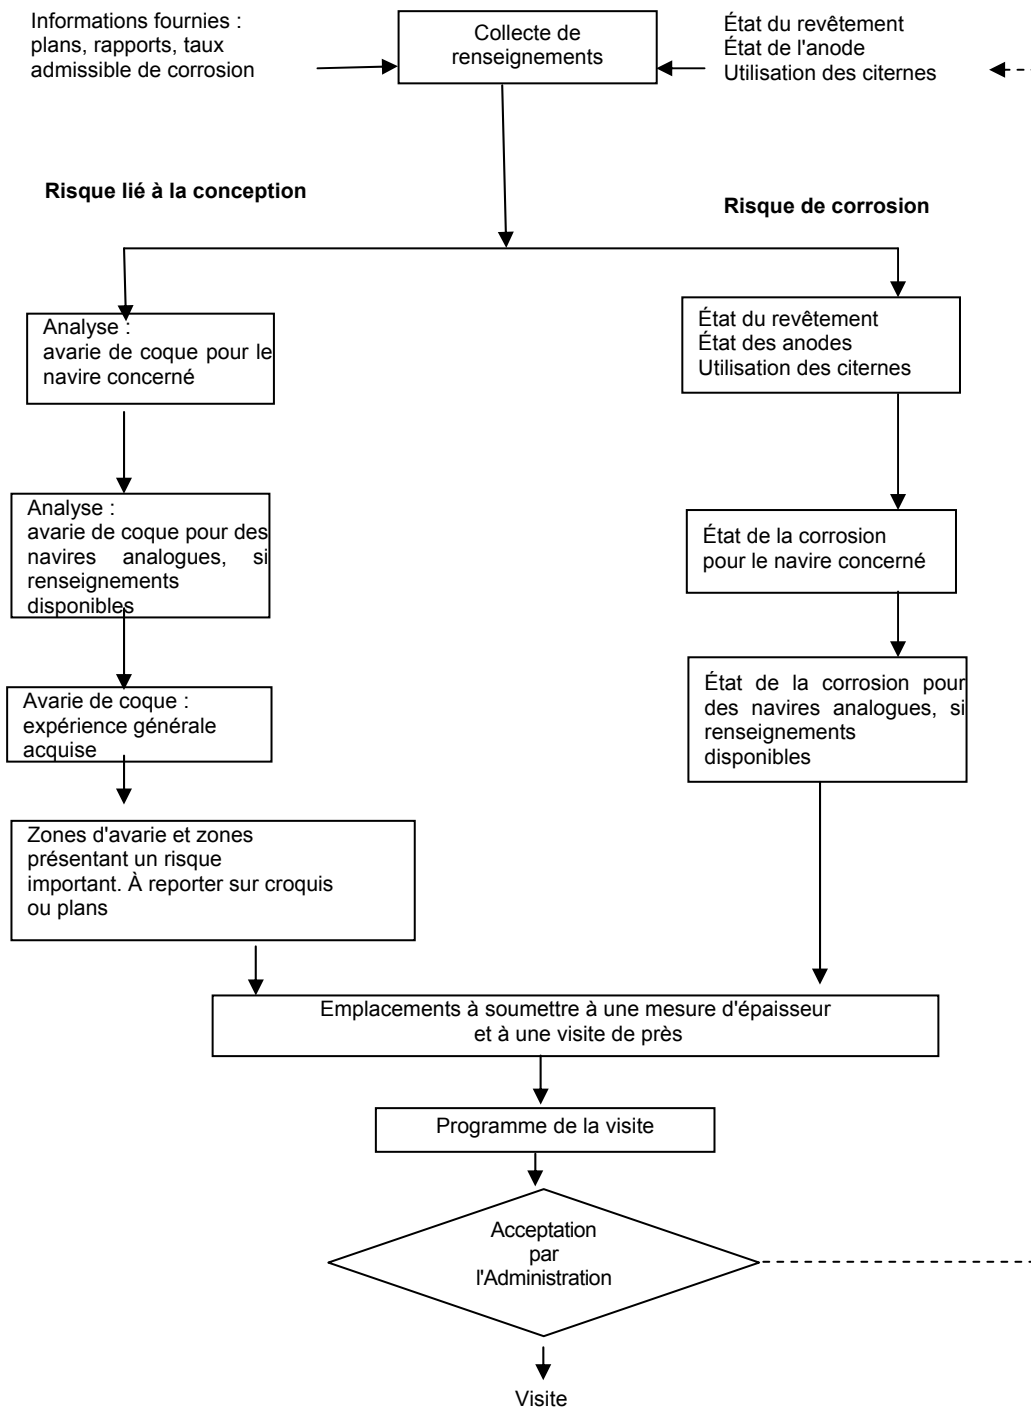 Informations fournies :
plans, rapports, taux
admissible de corrosion
Collecte de
renseignements
État du revêtement
État de l'anode
Utilisation des citernes
Risque lié à la conception
Risque de corrosion
Analyse :
avarie de coque pour le
navire concerné
État du revêtement
État des anodes
Utilisation des citernes
Analyse :
avarie de coque pour des
navires analogues, si
renseignements
disponibles
État de la corrosion
pour le navire concerné
Avarie de coque :
expérience générale
acquise
État de la corrosion pour
des navires analogues, si
renseignements
disponibles
Zones d'avarie et zones
présentant un risque
important. À reporter sur croquis
ou plans
Emplacements à soumettre à une mesure d'épaisseur
et à une visite de près
Programme de la visite
Acceptation
par
l'Administration
Visite